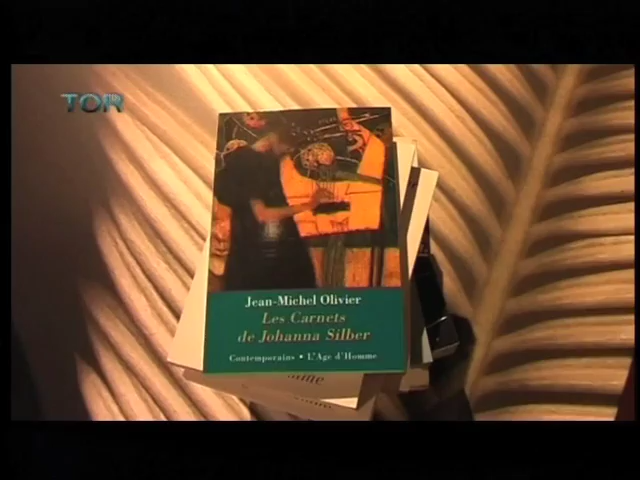 TOR
Jean-Michel Olivier
Les Carnets
de Johanna Silber
Contemporains • L'Age d'Homme